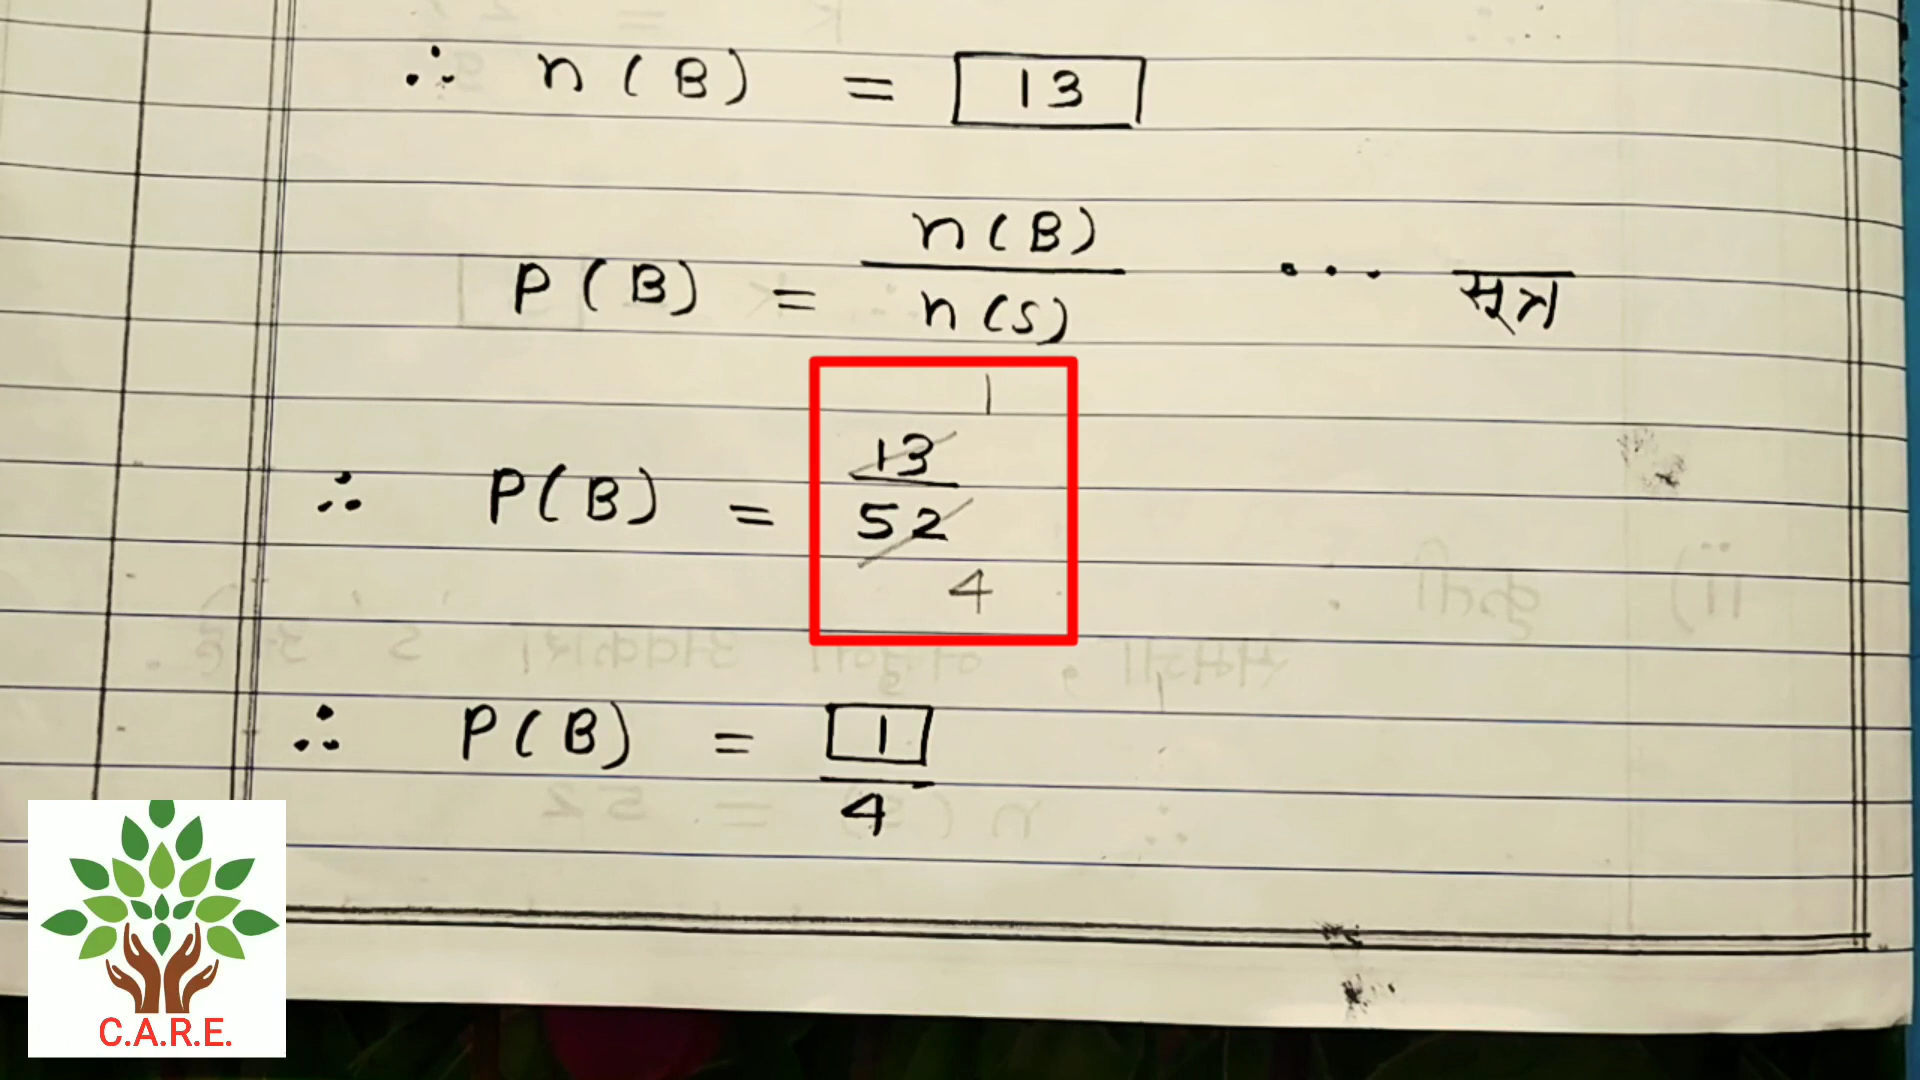 ∴ n(B) = 13
P(B) = n(B) / n(S) ... सूत्र
1
∴ P(B) = 13 / 52
4
∴ P(B) = 1 / 4
C.A.R.E.